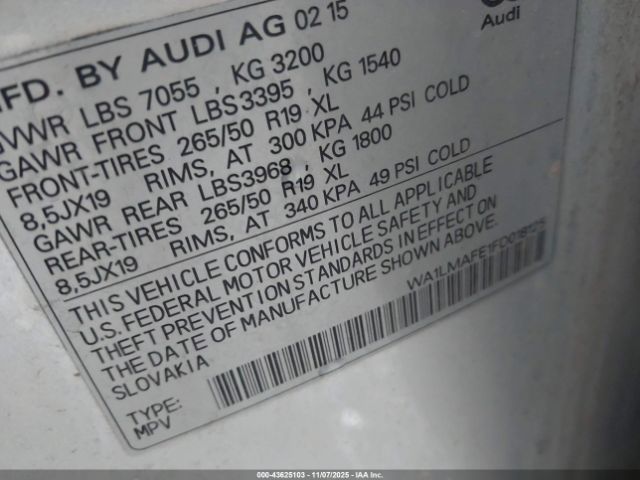 MFD. BY AUDI AG 02 15
Audi
GVWR LBS 7055 , KG 3200
GAWR FRONT LBS3395 , KG 1540
FRONT-TIRES 265/50 R19 XL
8,5JX19 RIMS, AT 300 KPA 44 PSI COLD
GAWR REAR LBS3968 , KG 1800
REAR-TIRES 265/50 R19 XL
8,5JX19 RIMS, AT 340 KPA 49 PSI COLD
THIS VEHICLE CONFORMS TO ALL APPLICABLE
U.S. FEDERAL MOTOR VEHICLE SAFETY AND
THEFT PREVENTION STANDARDS IN EFFECT ON
THE DATE OF MANUFACTURE SHOWN ABOVE.
SLOVAKIA
WA1LMAFE1FD018125
TYPE:
MPV
000-43625103 - 11/07/2025 - IAA Corp.